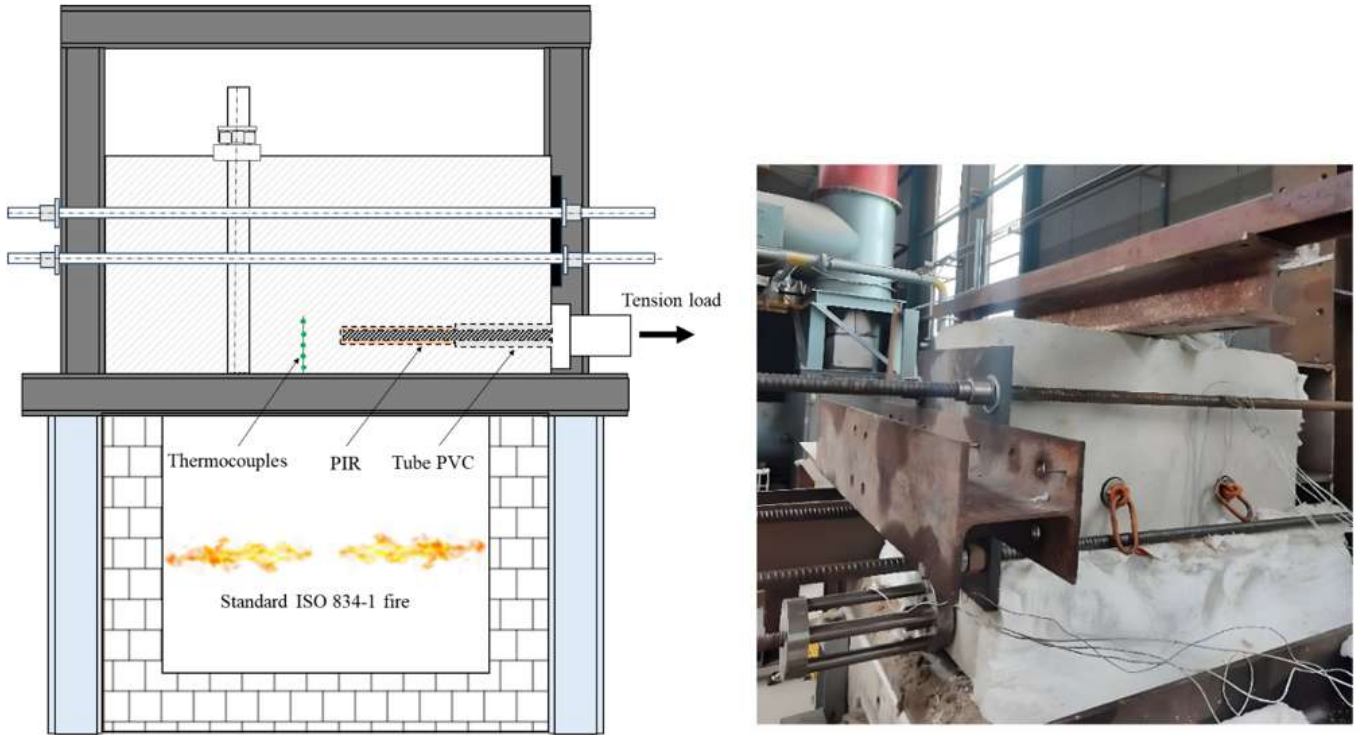 Tension load
Thermocouples
PIR
Tube PVC
Standard ISO 834-1 fire